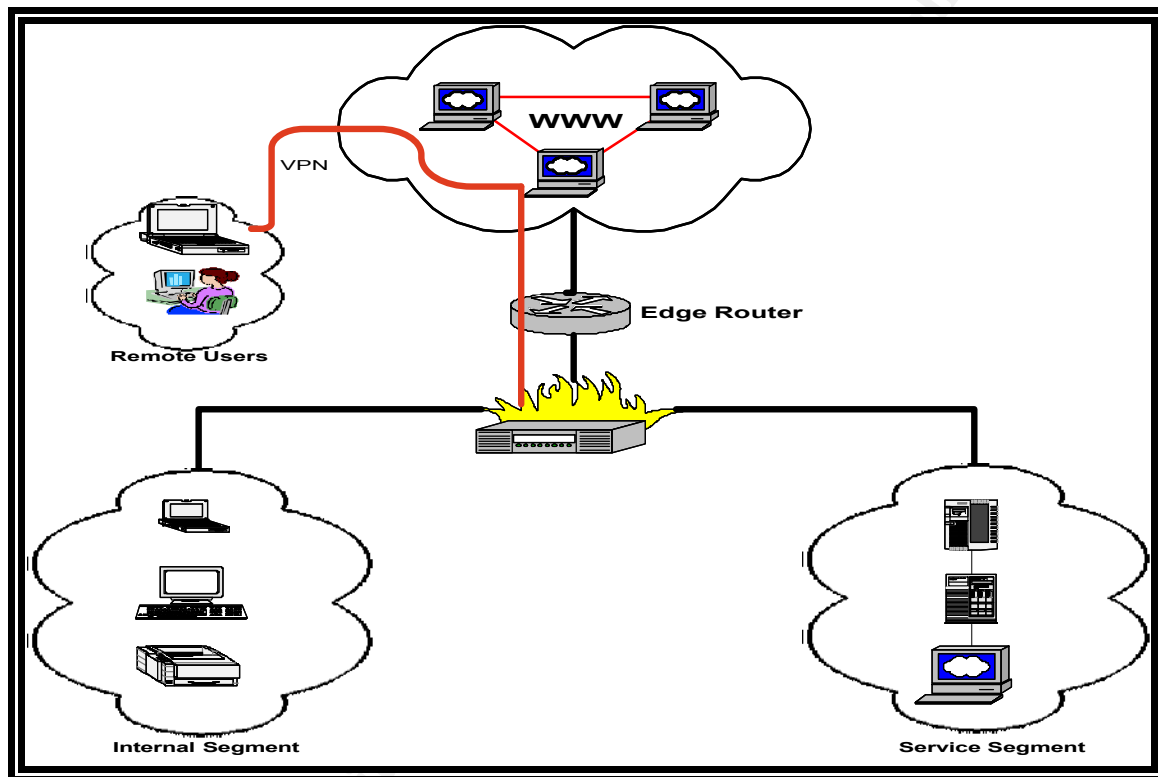 WWW
VPN
Edge Router
Remote Users
Internal Segment
Service Segment